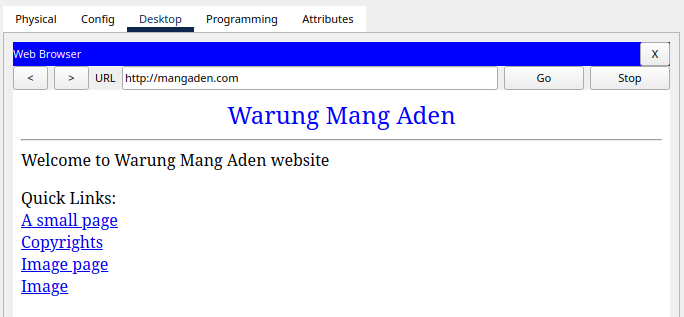 Physical Config Desktop Programming Attributes
Web Browser X
< > URL http://mangaden.com Go Stop
Warung Mang Aden
Welcome to Warung Mang Aden website
Quick Links:
A small page
Copyrights
Image page
Image